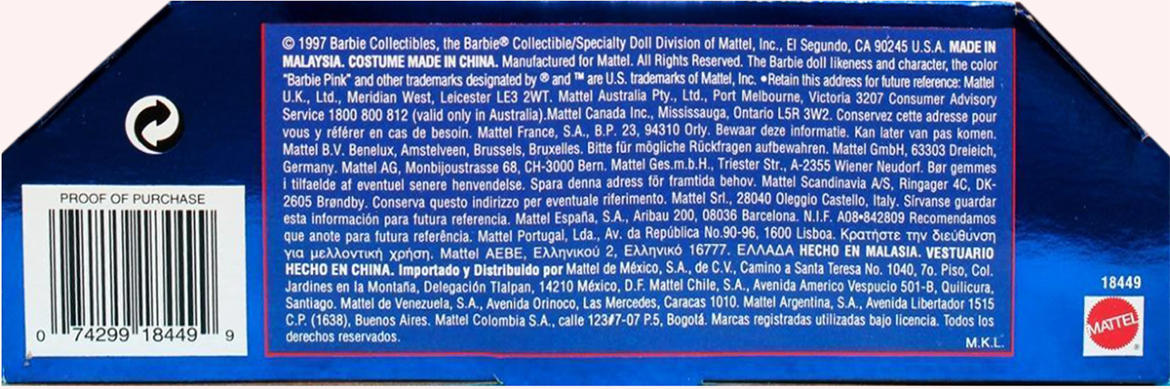 © 1997 Barbie Collectibles, the Barbie® Collectible/Specialty Doll Division of Mattel, Inc., El Segundo, CA 90245 U.S.A. MADE IN
MALAYSIA. COSTUME MADE IN CHINA. Manufactured for Mattel. All Rights Reserved. The Barbie doll likeness and character, the color
"Barbie Pink" and other trademarks designated by ® and ™ are U.S. trademarks of Mattel, Inc. •Retain this address for future reference: Mattel
U.K., Ltd., Meridian West, Leicester LE3 2WT. Mattel Australia Pty., Ltd., Port Melbourne, Victoria 3207 Consumer Advisory
Service 1800 800 812 (valid only in Australia).Mattel Canada Inc., Mississauga, Ontario L5R 3W2. Conservez cette adresse pour
vous y référer en cas de besoin. Mattel France, S.A., B.P. 23, 94310 Orly. Bewaar deze informatie. Kan later van pas komen.
Mattel B.V. Benelux, Amstelveen, Brussels, Bruxelles. Bitte für mögliche Rückfragen aufbewahren. Mattel GmbH, 63303 Dreieich,
Germany. Mattel AG, Monbijoustrasse 68, CH-3000 Bern. Mattel Ges.m.b.H., Triester Str., A-2355 Wiener Neudorf. Bør gemmes
i tilfaelde af eventuel senere henvendelse. Spara denna adress för framtida behov. Mattel Scandinavia A/S, Ringager 4C, DK-
2605 Brøndby. Conserva questo indirizzo per eventuale riferimento. Mattel Srl., 28040 Oleggio Castello, Italy. Sírvanse guardar
esta información para futura referencia. Mattel España, S.A., Aribau 200, 08036 Barcelona. N.I.F. A08•842809 Recomendamos
que anote para futura referência. Mattel Portugal, Lda., Av. da República No.90-96, 1600 Lisboa. Κρατήστε την διεύθυνση
για μελλοντική χρήση. Mattel AEBE, Ελληνικού 2, Ελληνικό 16777. ΕΛΛΑΔΑ HECHO EN MALASIA. VESTUARIO
HECHO EN CHINA. Importado y Distribuido por Mattel de México, S.A., de C.V., Camino a Santa Teresa No. 1040, 7o. Piso, Col.
Jardines en la Montaña, Delegación Tlalpan, 14210 México, D.F. Mattel Chile, S.A., Avenida Americo Vespucio 501-B, Quilicura,
Santiago. Mattel de Venezuela, S.A., Avenida Orinoco, Las Mercedes, Caracas 1010. Mattel Argentina, S.A., Avenida Libertador 1515
C.P. (1638), Buenos Aires. Mattel Colombia S.A., calle 123#7-07 P.5, Bogotá. Marcas registradas utilizadas bajo licencia. Todos los
derechos reservados.
M.K.L.
PROOF OF PURCHASE
0 74299 18449 9
18449
MATTEL
®